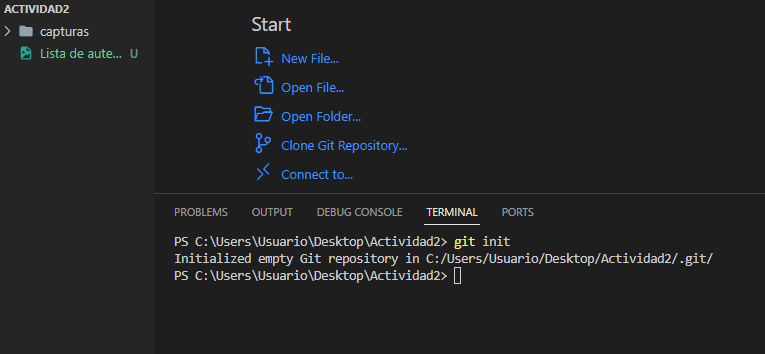 ACTIVIDAD2
capturas
Lista de aute... U
Start
New File...
Open File...
Open Folder...
Clone Git Repository...
Connect to...
PROBLEMS OUTPUT DEBUG CONSOLE TERMINAL PORTS
PS C:\Users\Usuario\Desktop\Actividad2> git init
Initialized empty Git repository in C:/Users/Usuario/Desktop/Actividad2/.git/
PS C:\Users\Usuario\Desktop\Actividad2>